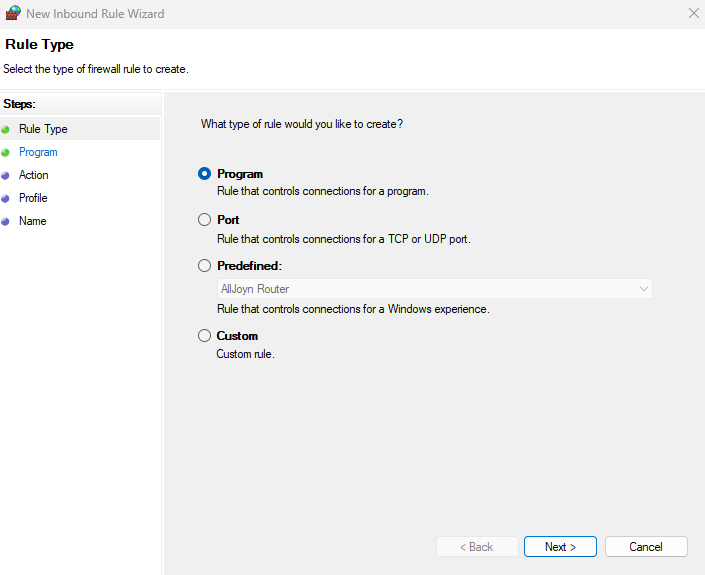 New Inbound Rule Wizard
Rule Type
Select the type of firewall rule to create.
Steps:
Rule Type
Program
Action
Profile
Name
What type of rule would you like to create?
Program
Rule that controls connections for a program.
Port
Rule that controls connections for a TCP or UDP port.
Predefined:
AllJoyn Router
Rule that controls connections for a Windows experience.
Custom
Custom rule.
< Back
Next >
Cancel